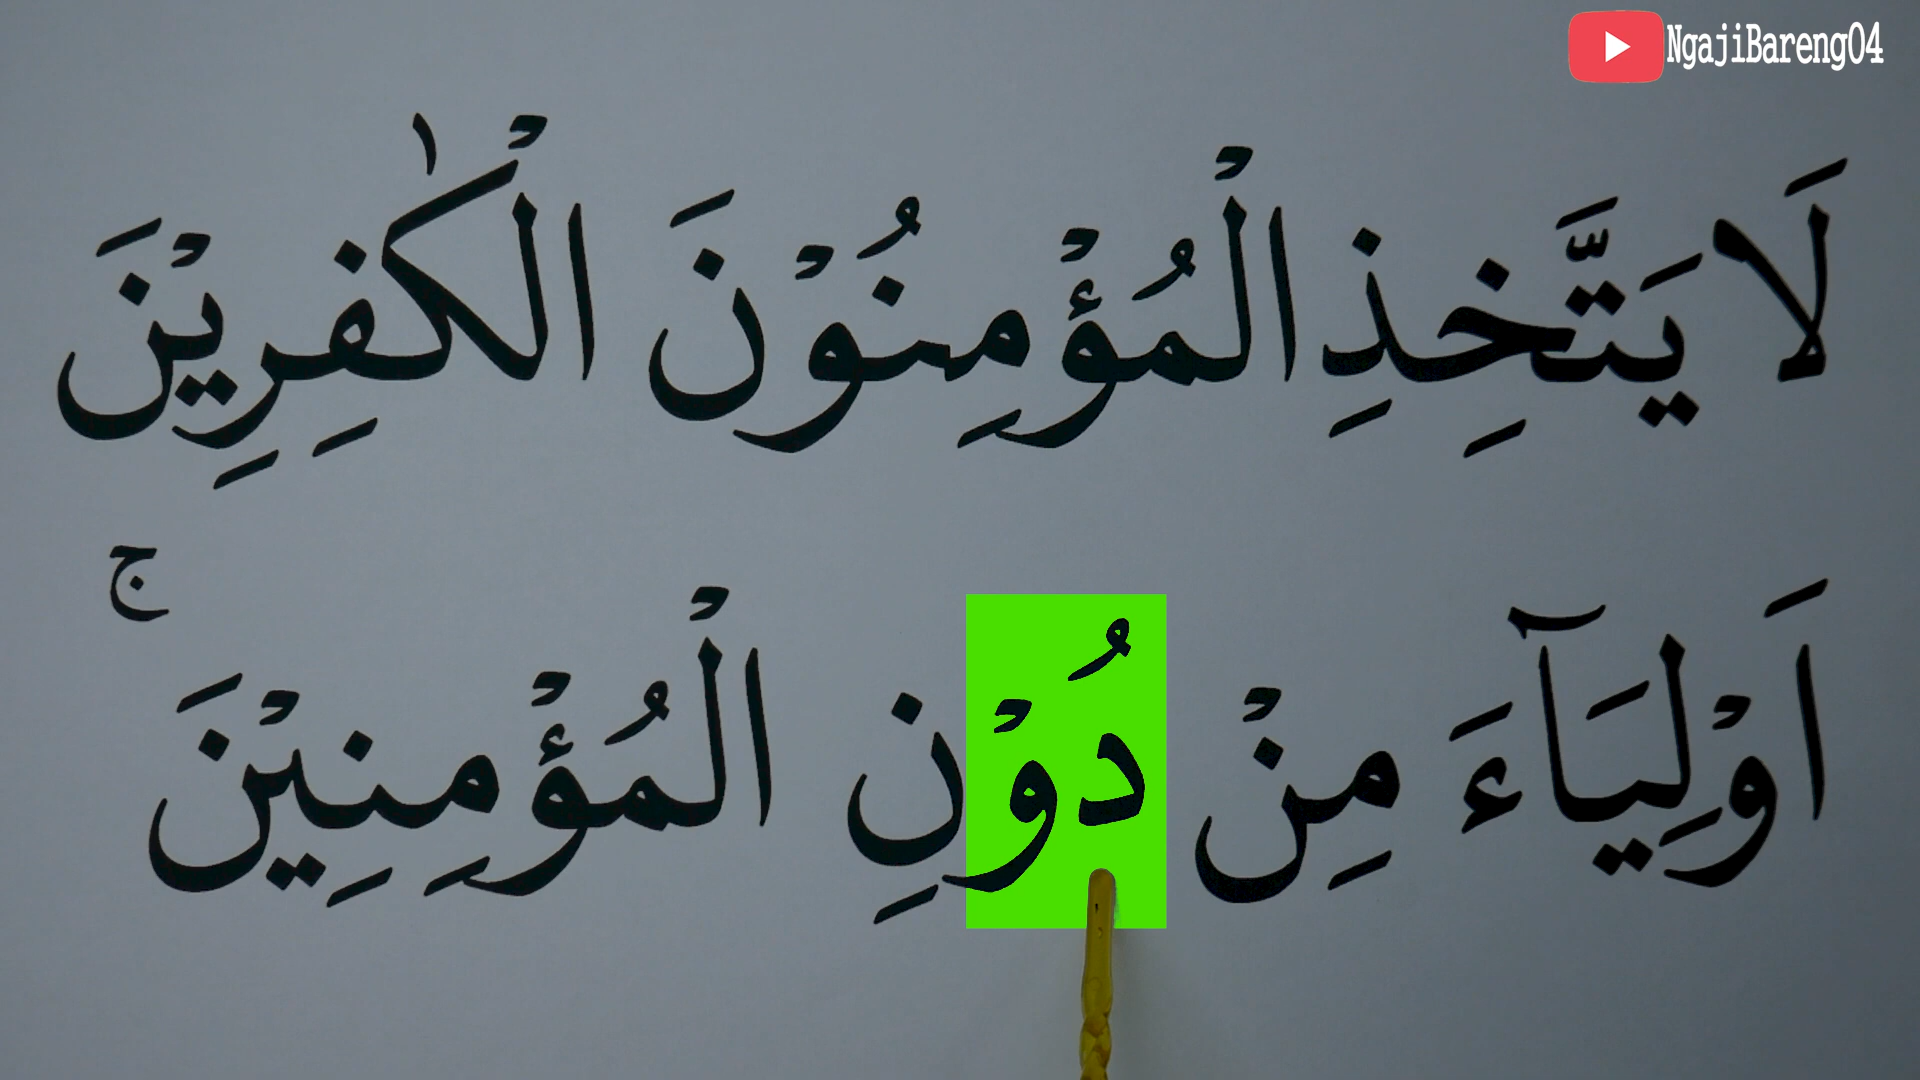 NgajiBareng04
لَا يَتَّخِذِ الْمُؤْمِنُوْنَ الْكٰفِرِيْنَ
اَوْلِيَآءَ مِنْ دُوْنِ الْمُؤْمِنِيْنَ ۚ